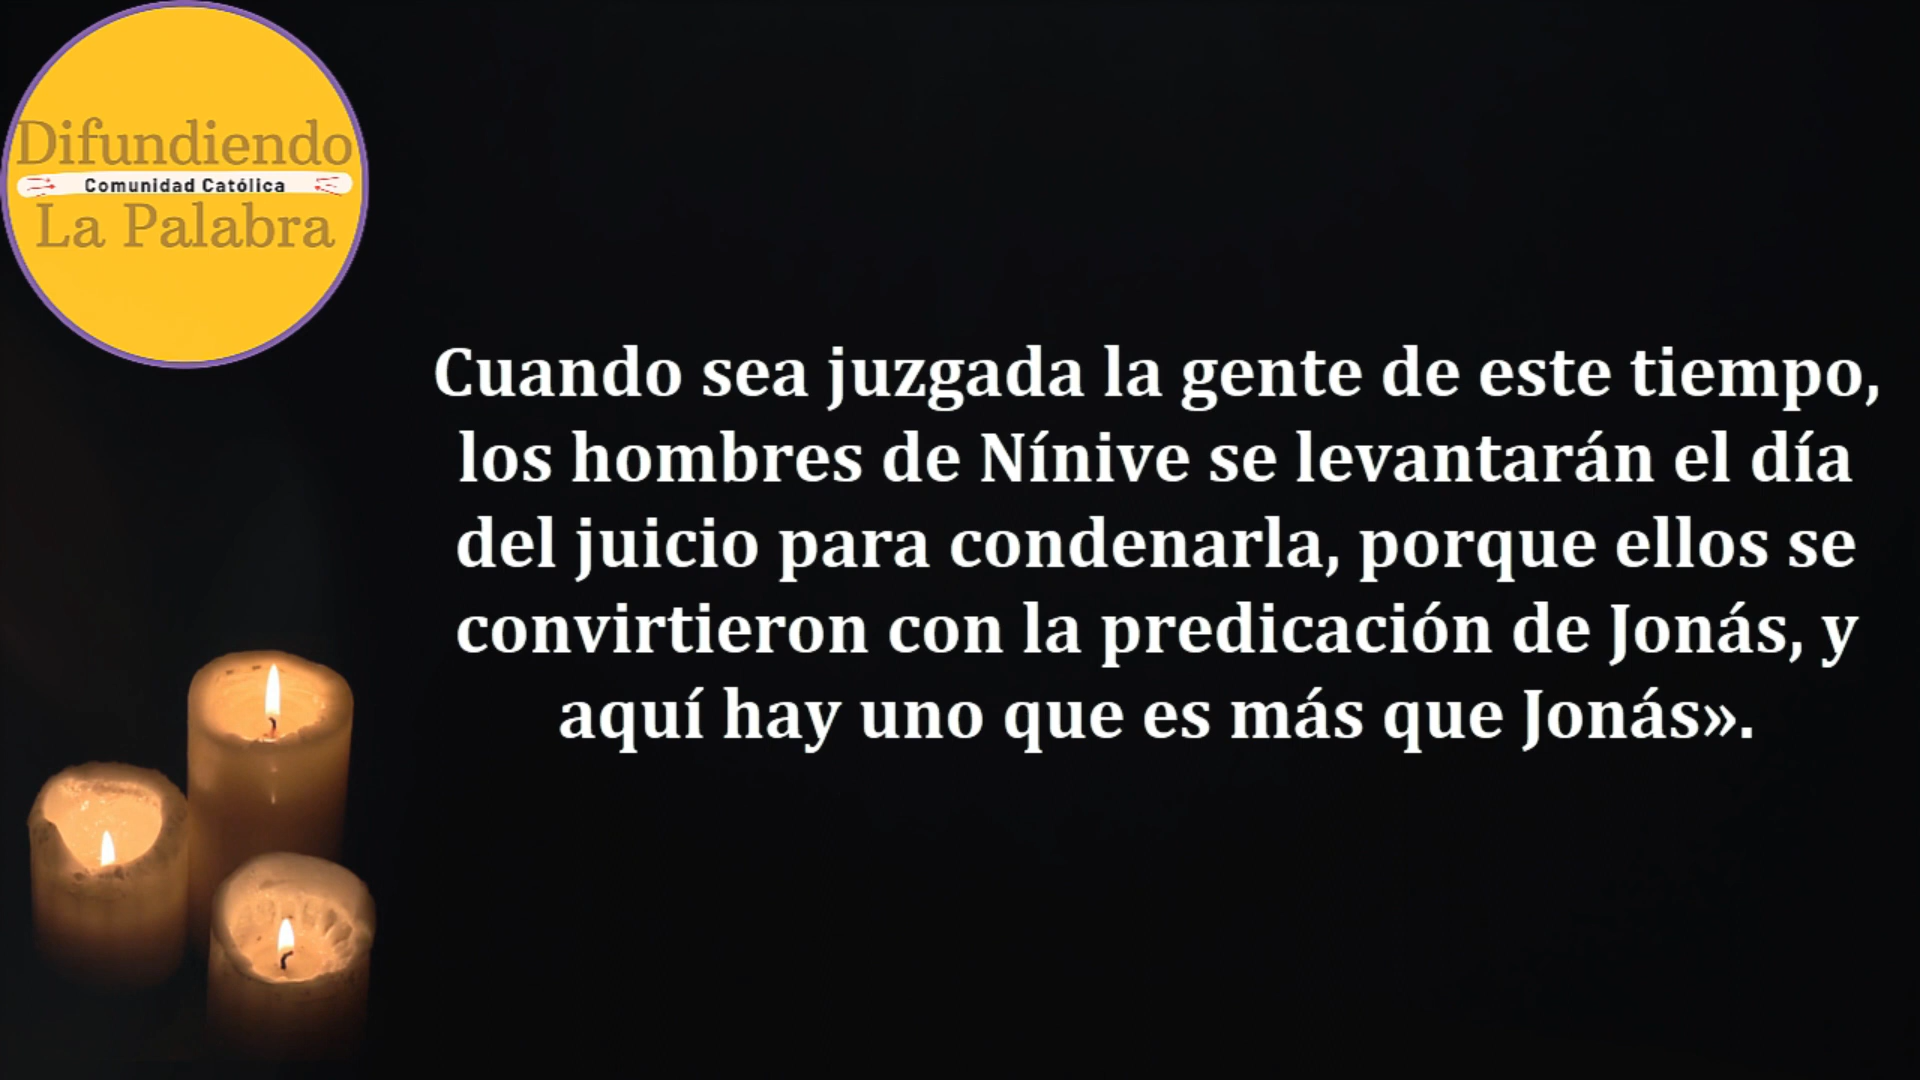 Difundiendo
Comunidad Católica
La Palabra
Cuando sea juzgada la gente de este tiempo,
los hombres de Nínive se levantarán el día
del juicio para condenarla, porque ellos se
convirtieron con la predicación de Jonás, y
aquí hay uno que es más que Jonás».